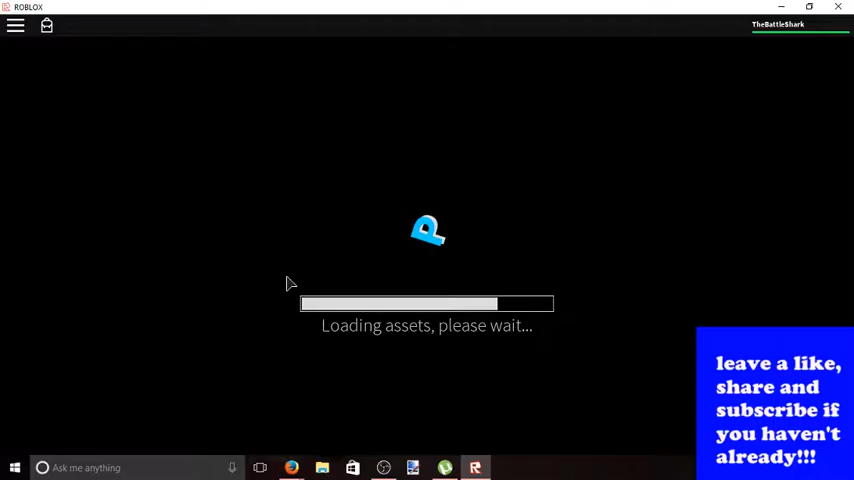 ROBLOX
TheBattleShark
P
Loading assets, please wait...
leave a like,
share and
subscribe if
you haven't
already!!!
Ask me anything